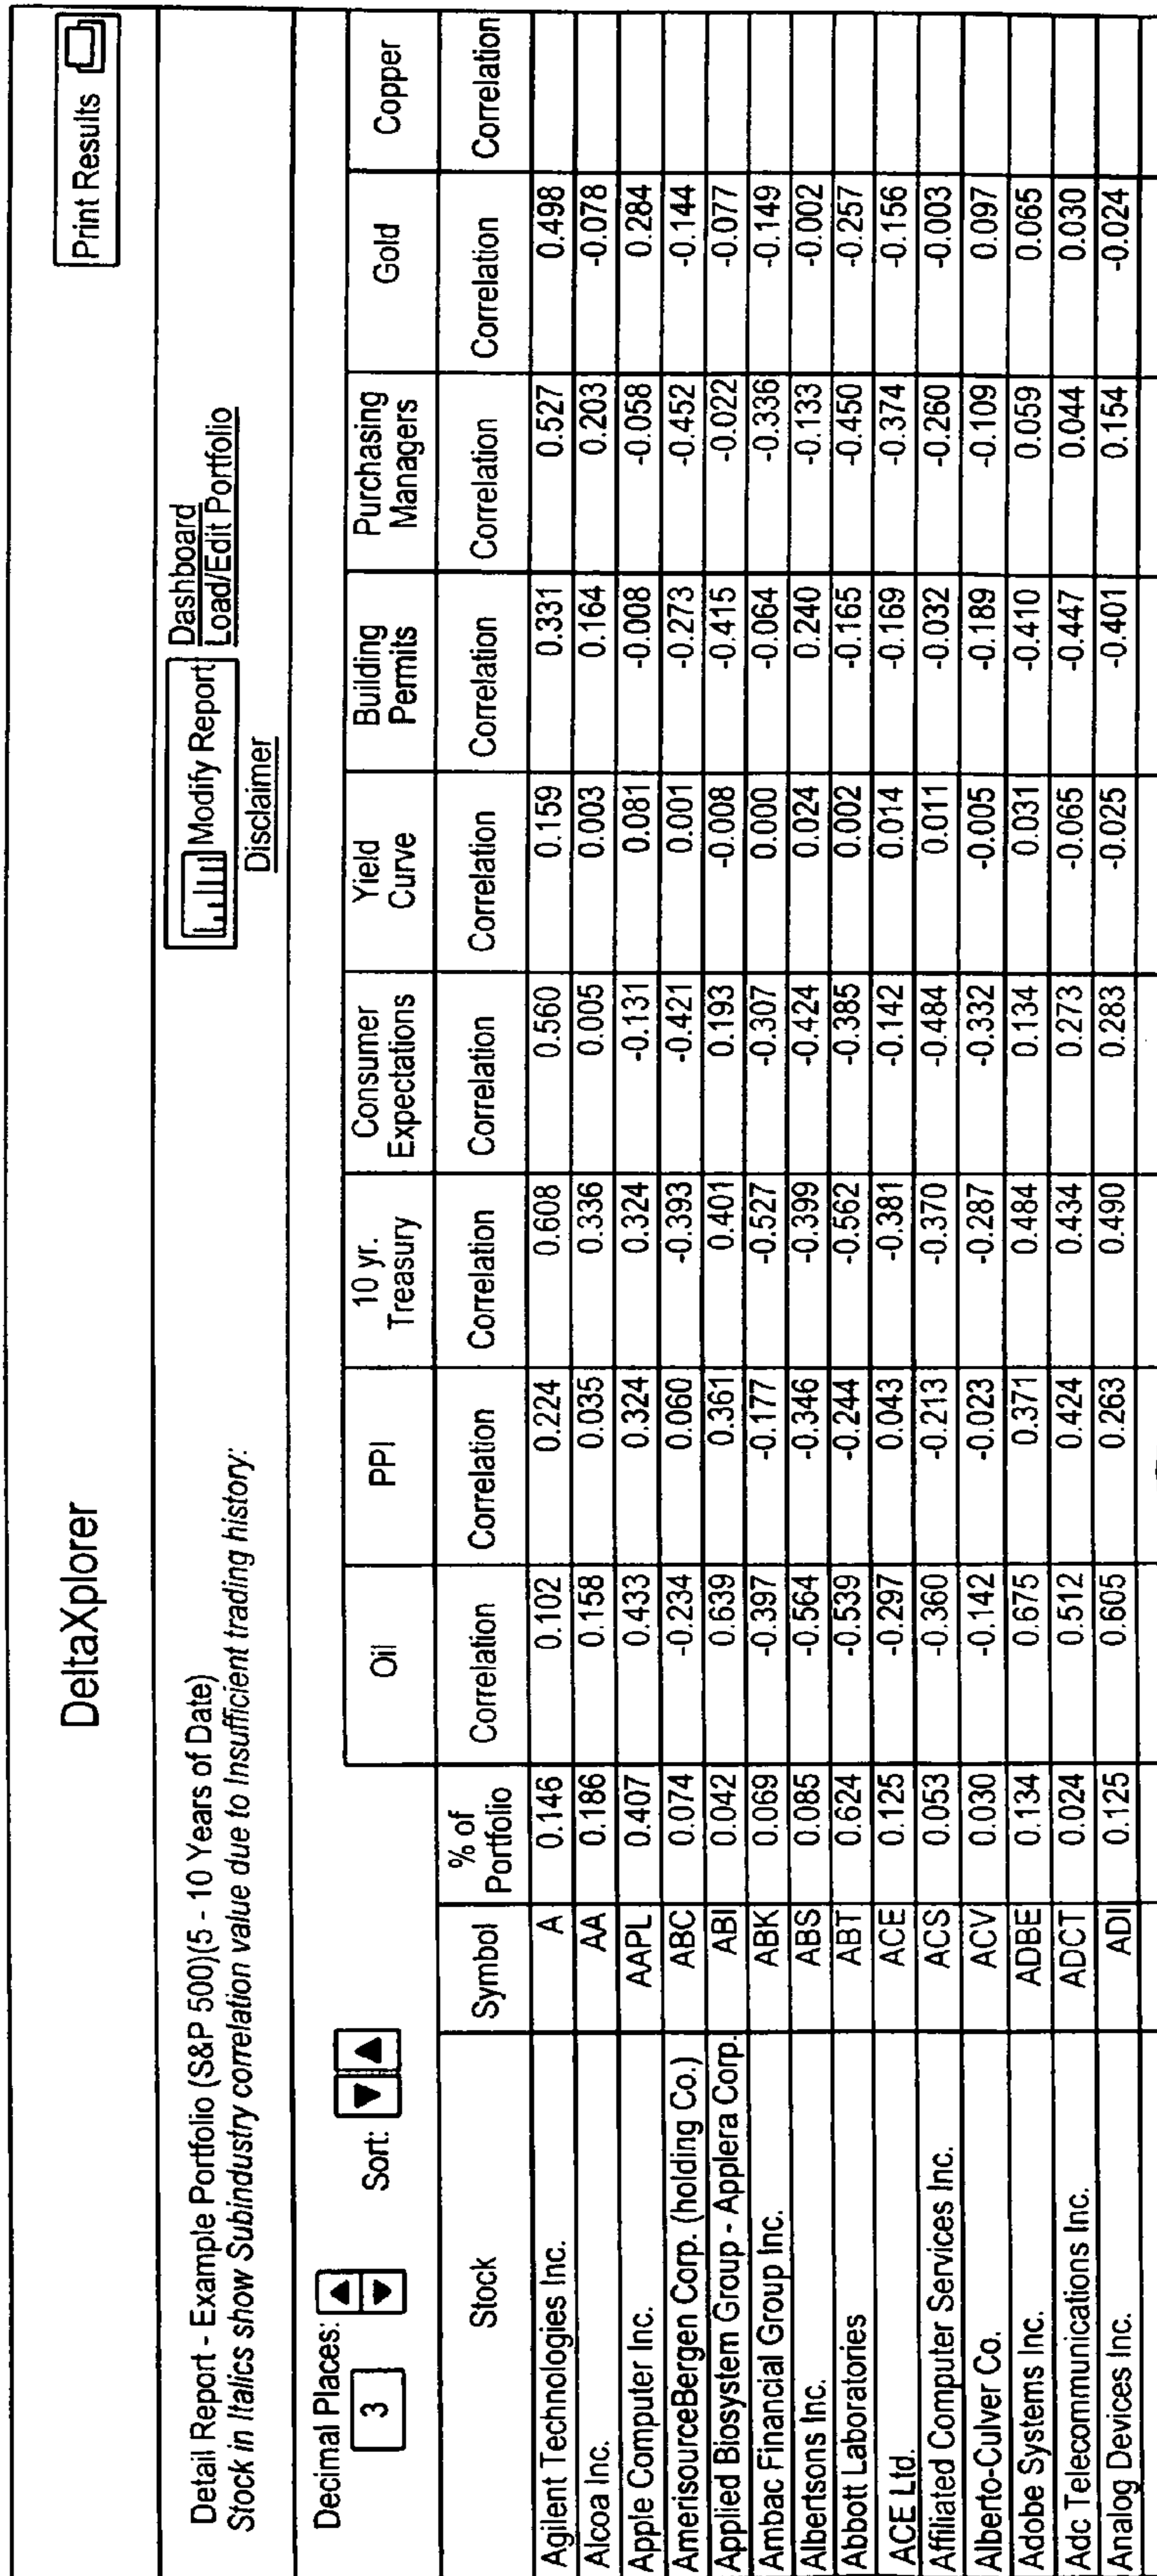 DeltaXplorer
Print Results
Detail Report - Example Portfolio (S&P 500)(5 - 10 Years of Date)
Stock in Italics show Subindustry correlation value due to Insufficient trading history:
Modify Report
Dashboard
Load/Edit Portfolio
Disclaimer
Decimal Places:
3
Sort:
Oil PPI 10 yr. Treasury Consumer Expectations Yield Curve Building Permits Purchasing Managers Gold Copper
Stock Symbol % of Portfolio Correlation Correlation Correlation Correlation Correlation Correlation Correlation Correlation Correlation
Agilent Technologies Inc. A 0.146 0.102 0.224 0.608 0.560 0.159 0.331 0.527 0.498
Alcoa Inc. AA 0.186 0.158 0.035 0.336 0.005 0.003 0.164 0.203 -0.078
Apple Computer Inc. AAPL 0.407 0.433 0.324 0.324 -0.131 0.081 -0.008 -0.058 0.284
AmerisourceBergen Corp. (holding Co.) ABC 0.074 -0.234 0.060 -0.393 -0.421 0.001 -0.273 -0.452 -0.144
Applied Biosystem Group - Applera Corp. ABI 0.042 0.639 0.361 0.401 0.193 -0.008 -0.415 -0.022 -0.077
Ambac Financial Group Inc. ABK 0.069 -0.397 -0.177 -0.527 -0.307 0.000 -0.064 -0.336 -0.149
Albertsons Inc. ABS 0.085 -0.564 -0.346 -0.399 -0.424 0.024 0.240 -0.133 -0.002
Abbott Laboratories ABT 0.624 -0.539 -0.244 -0.562 -0.385 0.002 -0.165 -0.450 -0.257
ACE Ltd. ACE 0.125 -0.297 0.043 -0.381 -0.142 0.014 -0.169 -0.374 -0.156
Affiliated Computer Services Inc. ACS 0.053 -0.360 -0.213 -0.370 -0.484 0.011 -0.032 -0.260 -0.003
Alberto-Culver Co. ACV 0.030 -0.142 -0.023 -0.287 -0.332 -0.005 -0.189 -0.109 0.097
Adobe Systems Inc. ADBE 0.134 0.675 0.371 0.484 0.134 0.031 -0.410 0.059 0.065
Adc Telecommunications Inc. ADCT 0.024 0.512 0.424 0.434 0.273 -0.065 -0.447 0.044 0.030
Analog Devices Inc. ADI 0.125 0.605 0.263 0.490 0.283 -0.025 -0.401 0.154 -0.024